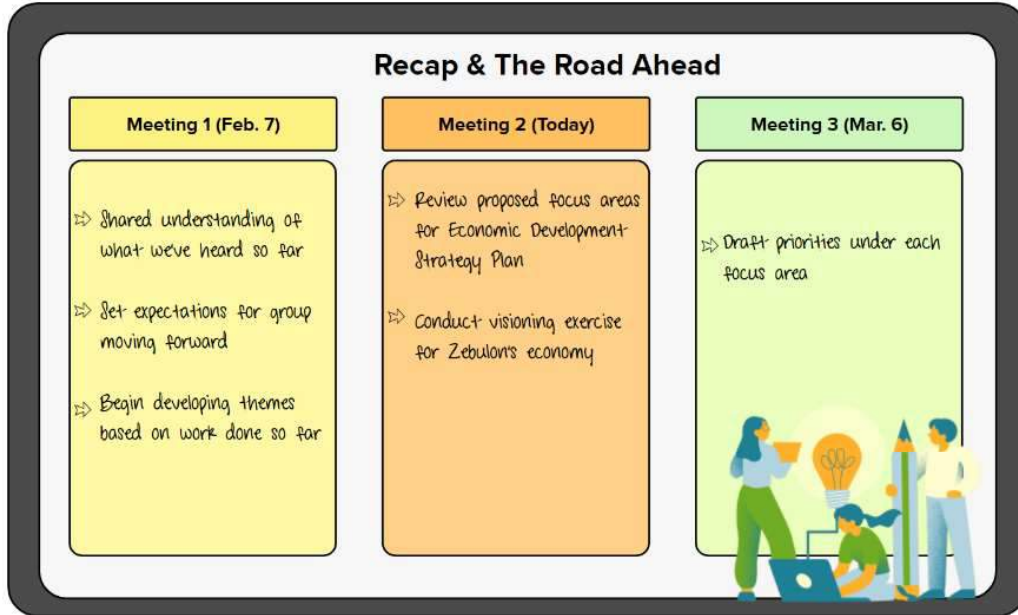 Recap & The Road Ahead
Meeting 1 (Feb. 7)
Shared understanding of
what we've heard so far
Set expectations for group
moving forward
Begin developing themes
based on work done so far
Meeting 2 (Today)
Review proposed focus areas
for Economic Development
Strategy Plan
Conduct visioning exercise
for Zebulon's economy
Meeting 3 (Mar. 6)
Draft priorities under each
focus area